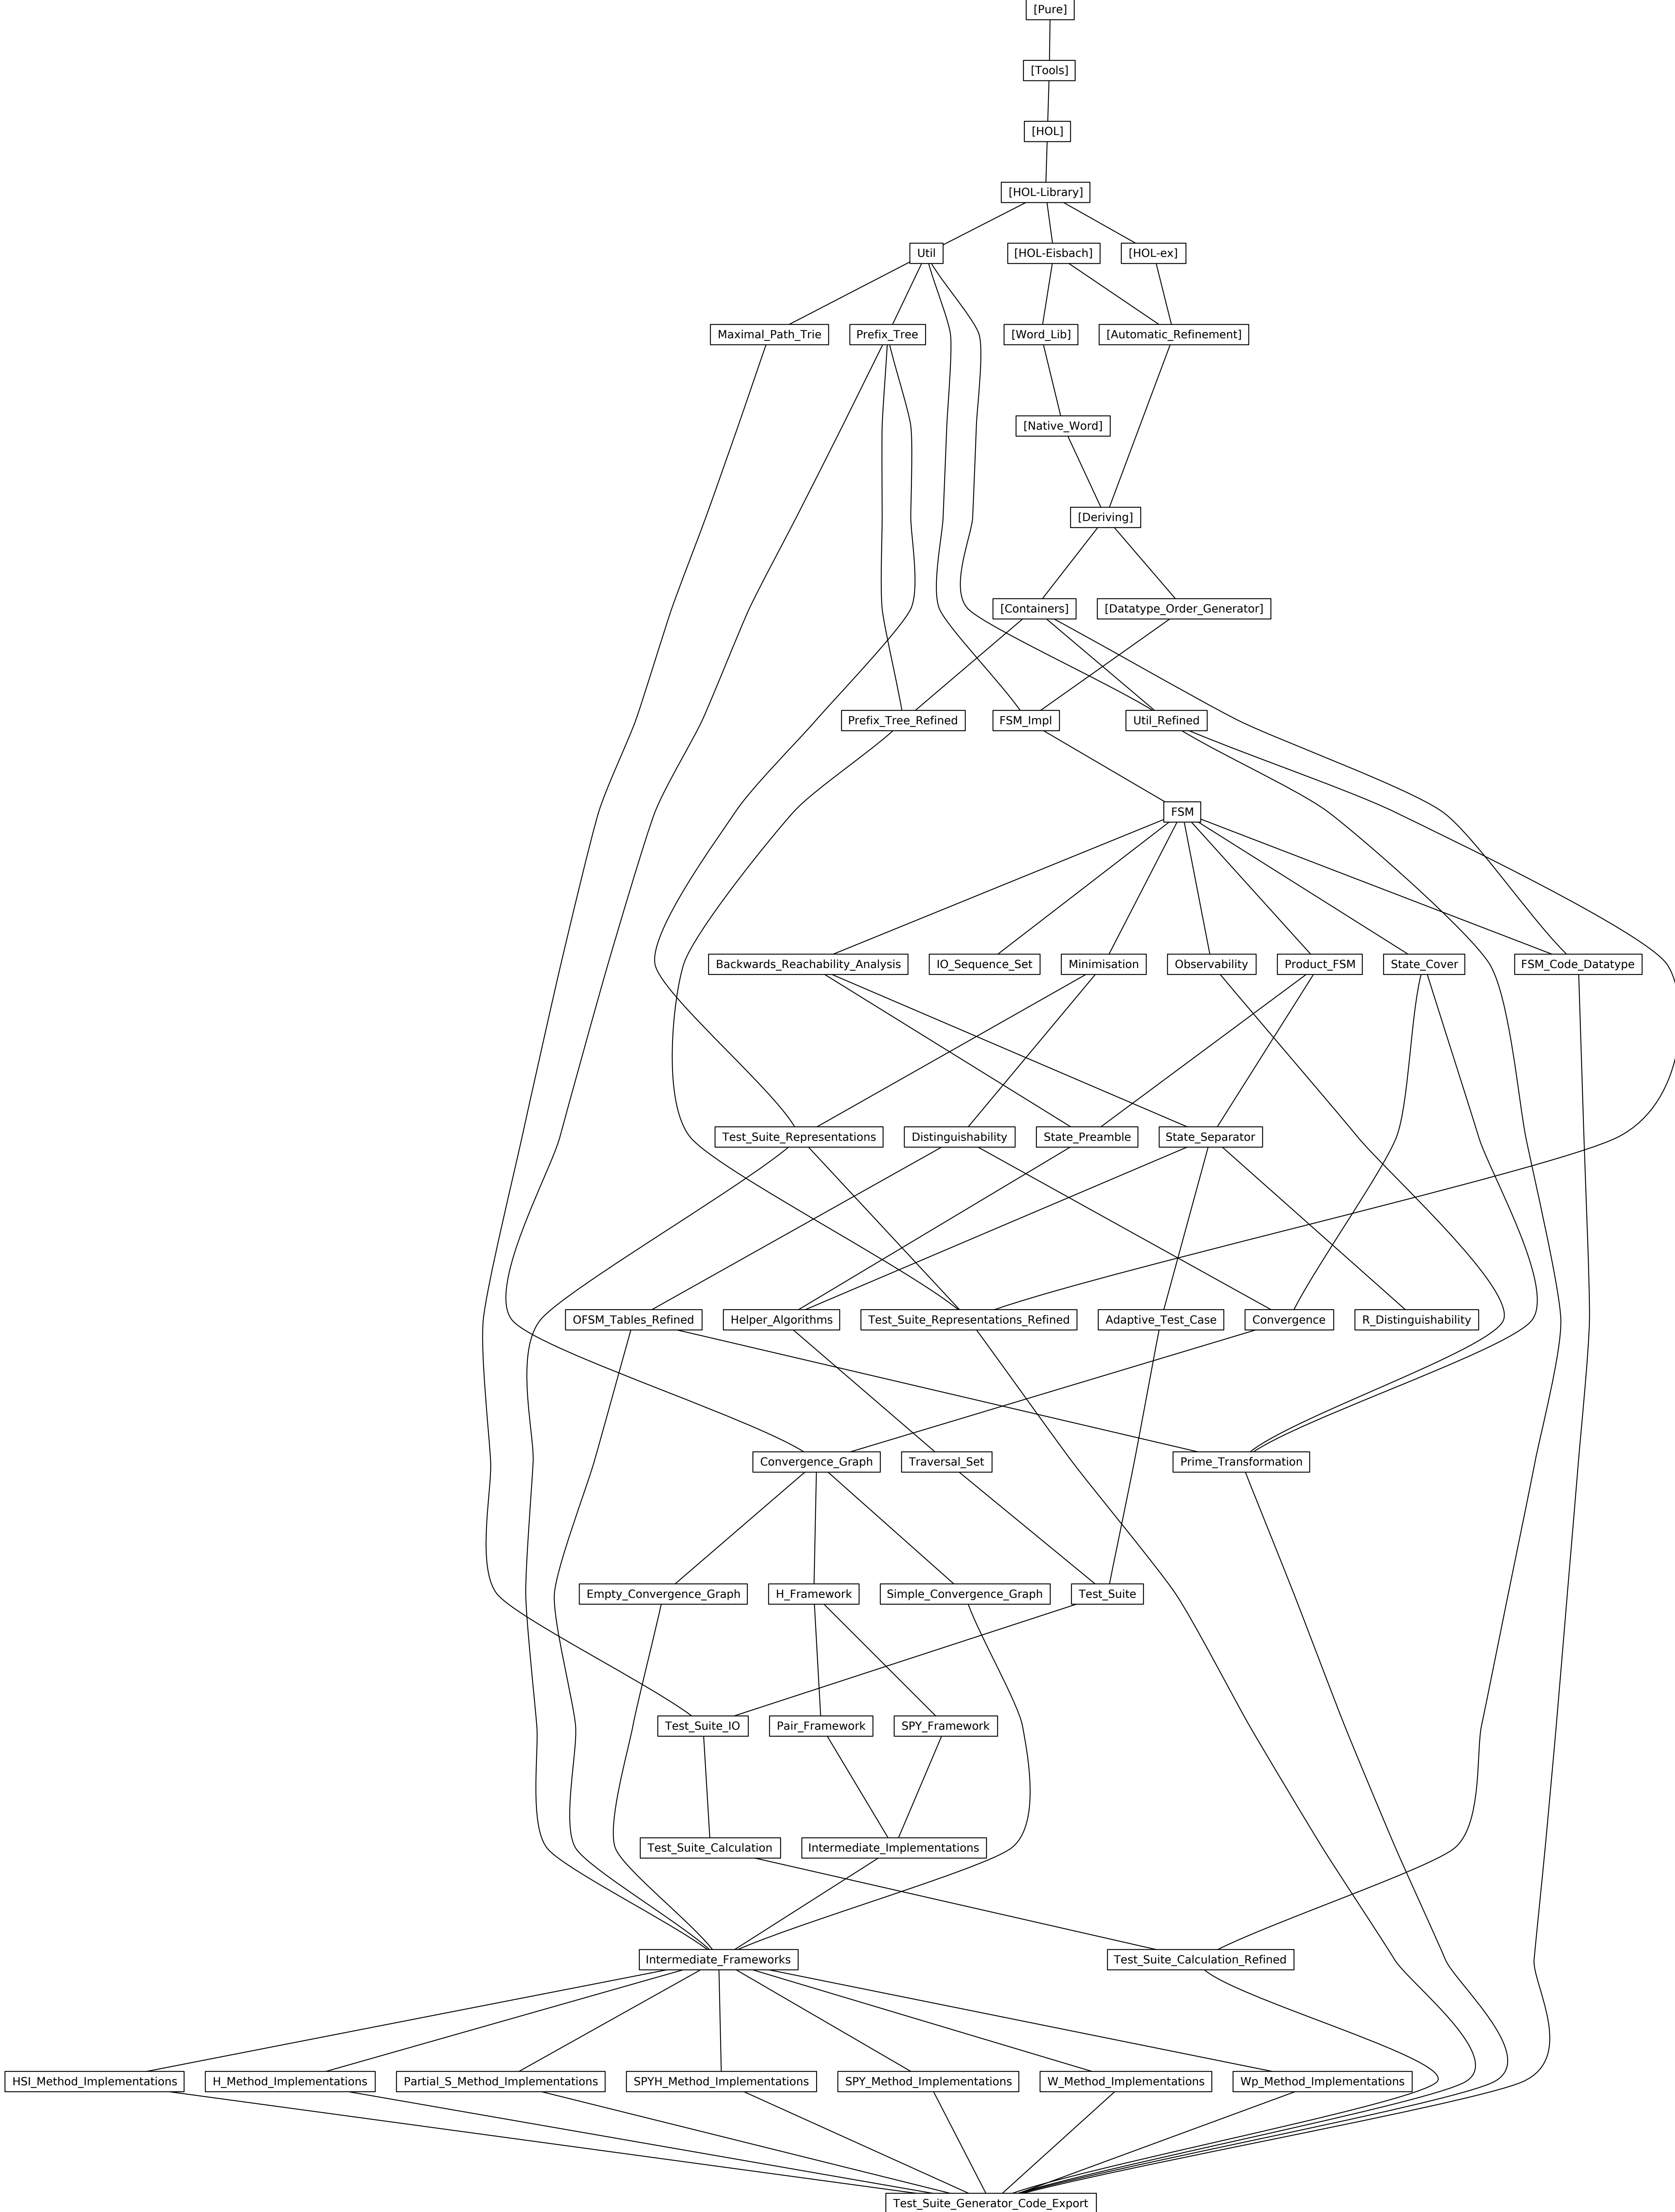 [Pure]
[Tools]
[HOL]
[HOL-Library]
Util
[HOL-Eisbach]
[HOL-ex]
Maximal_Path_Trie
Prefix_Tree
[Word_Lib]
[Automatic_Refinement]
[Native_Word]
[Deriving]
[Containers]
[Datatype_Order_Generator]
Prefix_Tree_Refined
FSM_Impl
Util_Refined
FSM
Backwards_Reachability_Analysis
IO_Sequence_Set
Minimisation
Observability
Product_FSM
State_Cover
FSM_Code_Datatype
Test_Suite_Representations
Distinguishability
State_Preamble
State_Separator
OFSM_Tables_Refined
Helper_Algorithms
Test_Suite_Representations_Refined
Adaptive_Test_Case
Convergence
R_Distinguishability
Convergence_Graph
Traversal_Set
Prime_Transformation
Empty_Convergence_Graph
H_Framework
Simple_Convergence_Graph
Test_Suite
Test_Suite_IO
Pair_Framework
SPY_Framework
Test_Suite_Calculation
Intermediate_Implementations
Intermediate_Frameworks
Test_Suite_Calculation_Refined
HSI_Method_Implementations
H_Method_Implementations
Partial_S_Method_Implementations
SPYH_Method_Implementations
SPY_Method_Implementations
W_Method_Implementations
Wp_Method_Implementations
Test_Suite_Generator_Code_Export